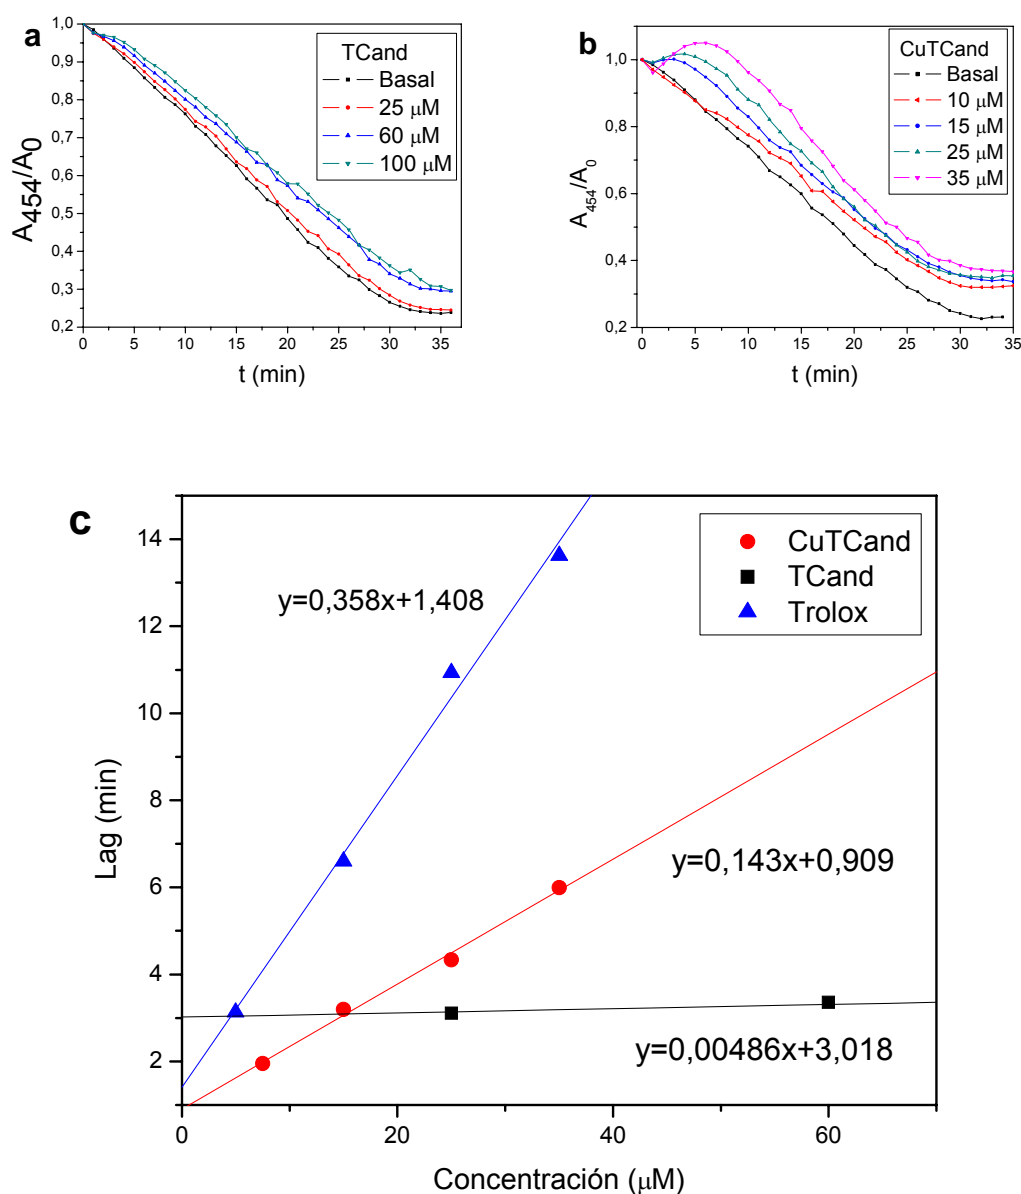 a
TCand
Basal
25 μM
60 μM
100 μM
A454/A0
1,0
0,9
0,8
0,7
0,6
0,5
0,4
0,3
0,2
0 5 10 15 20 25 30 35
t (min)
b
CuTCand
Basal
10 μM
15 μM
25 μM
35 μM
A454/A0
1,0
0,8
0,6
0,4
0,2
0 5 10 15 20 25 30 35
t (min)
c
CuTCand
TCand
Trolox
y=0,358x+1,408
y=0,143x+0,909
y=0,00486x+3,018
Lag (min)
14
12
10
8
6
4
2
0 20 40 60
Concentración (μM)